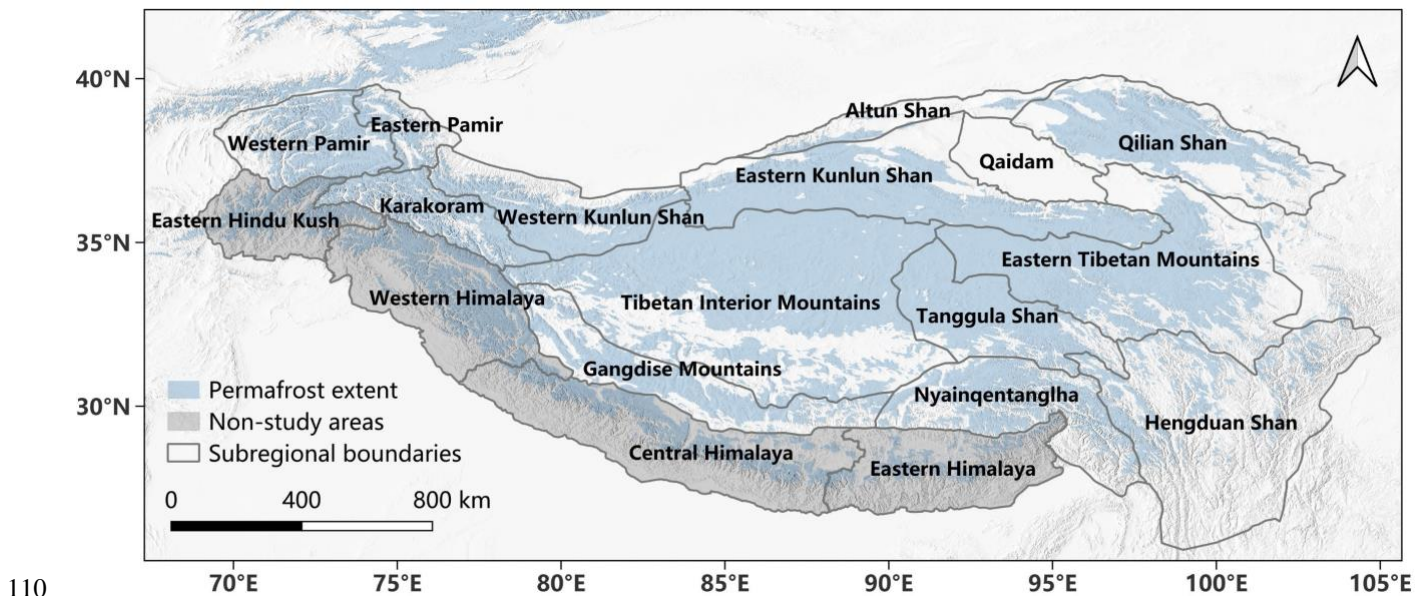 40°N
Altun Shan
Eastern Pamir
Western Pamir
Qilian Shan
Qaidam
Eastern Kunlun Shan
Karakoram
Western Kunlun Shan
Eastern Hindu Kush
35°N
Eastern Tibetan Mountains
Western Himalaya
Tibetan Interior Mountains
Tanggula Shan
Gangdise Mountains
Permafrost extent
Nyainqentanglha
30°N
Non-study areas
Hengduan Shan
Subregional boundaries
Central Himalaya
Eastern Himalaya
0 400 800 km
110
70°E 75°E 80°E 85°E 90°E 95°E 100°E 105°E